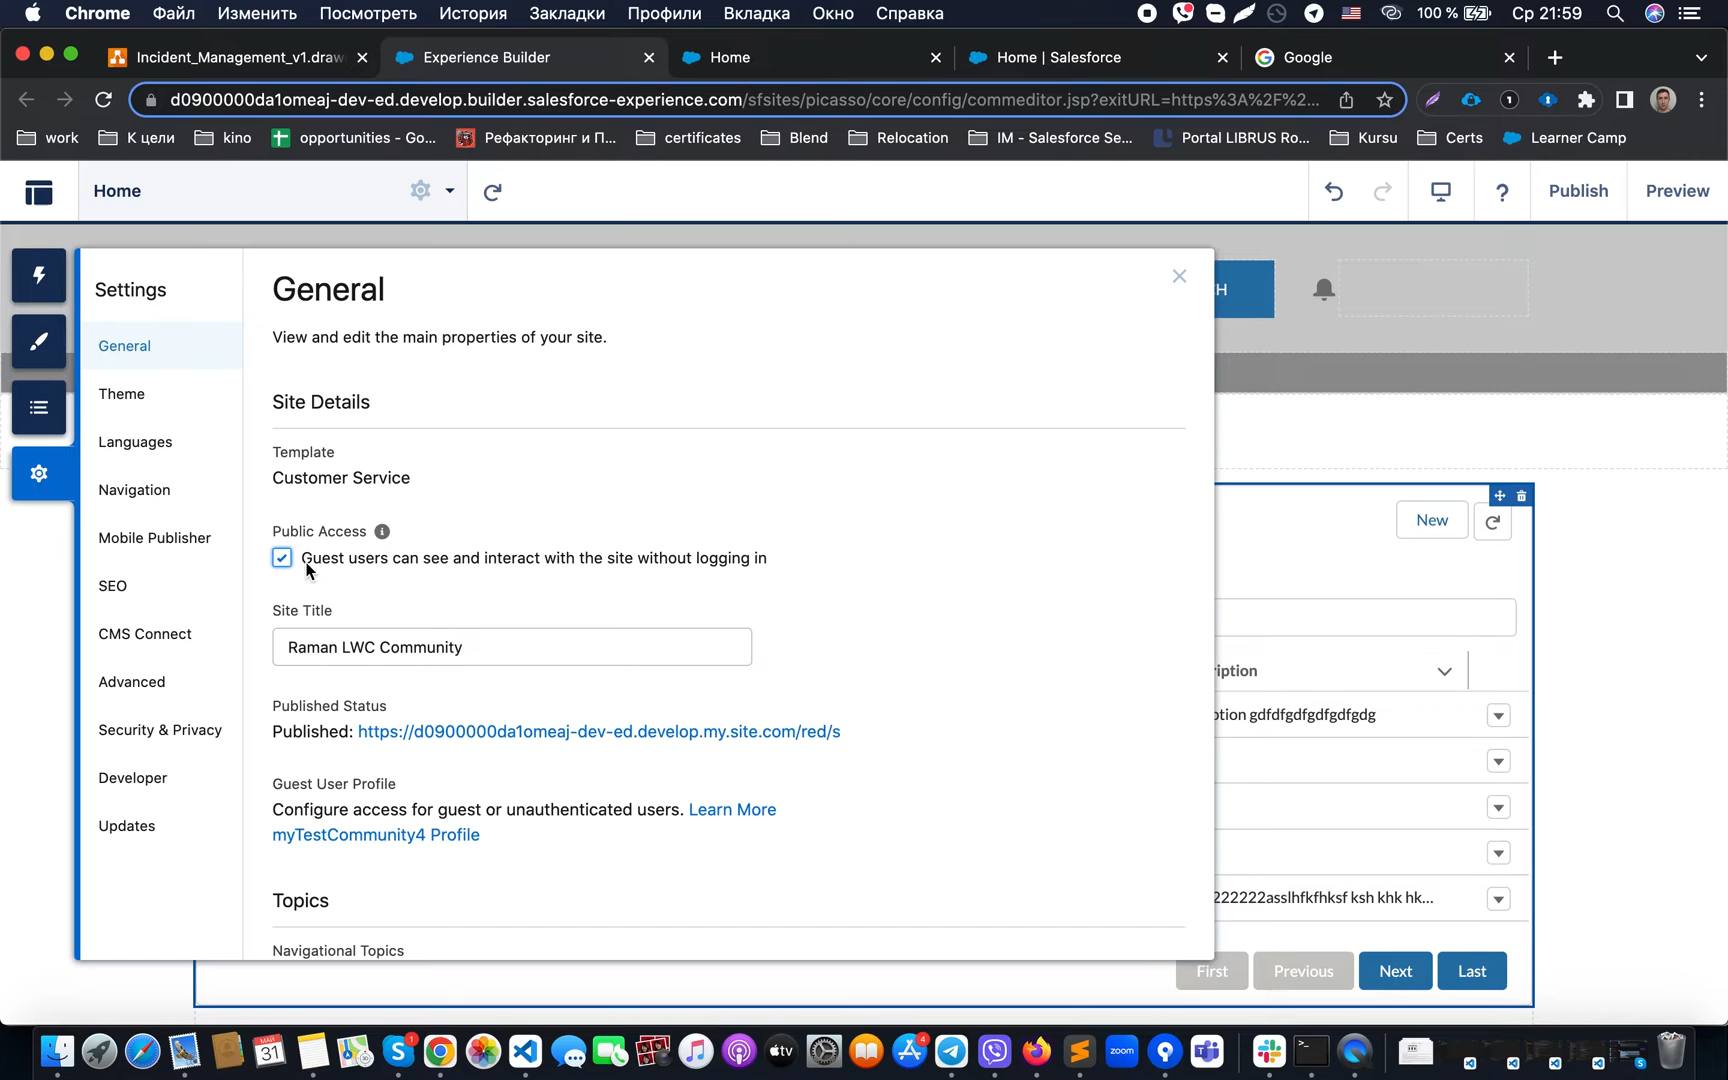 Chrome Файл Изменить Посмотреть История Закладки Профили Вкладка Окно Справка 100 % Ср 21:59
Incident_Management_v1.draw Experience Builder Home Home | Salesforce Google
d0900000da1omeaj-dev-ed.develop.builder.salesforce-experience.com/sfsites/picasso/core/config/commeditor.jsp?exitURL=https%3A%2F%2...
work К цели kino opportunities - Go... Рефакторинг и П... certificates Blend Relocation IM - Salesforce Se... Portal LIBRUS Ro... Kursu Certs Learner Camp
Home ? Publish Preview
Settings
General
Theme
Languages
Navigation
Mobile Publisher
SEO
CMS Connect
Advanced
Security & Privacy
Developer
Updates
General
View and edit the main properties of your site.
Site Details
Template
Customer Service
Public Access
Guest users can see and interact with the site without logging in
Site Title
Raman LWC Community
Published Status
Published: https://d0900000da1omeaj-dev-ed.develop.my.site.com/red/s
Guest User Profile
Configure access for guest or unauthenticated users. Learn More
myTestCommunity4 Profile
Topics
Navigational Topics
H
New
ription
ption gdfdfgdfgdfgdfgdg
222222asslhfkfhksf ksh khk hk...
First Previous Next Last
МАЙ
31
tv
zoom
1
4